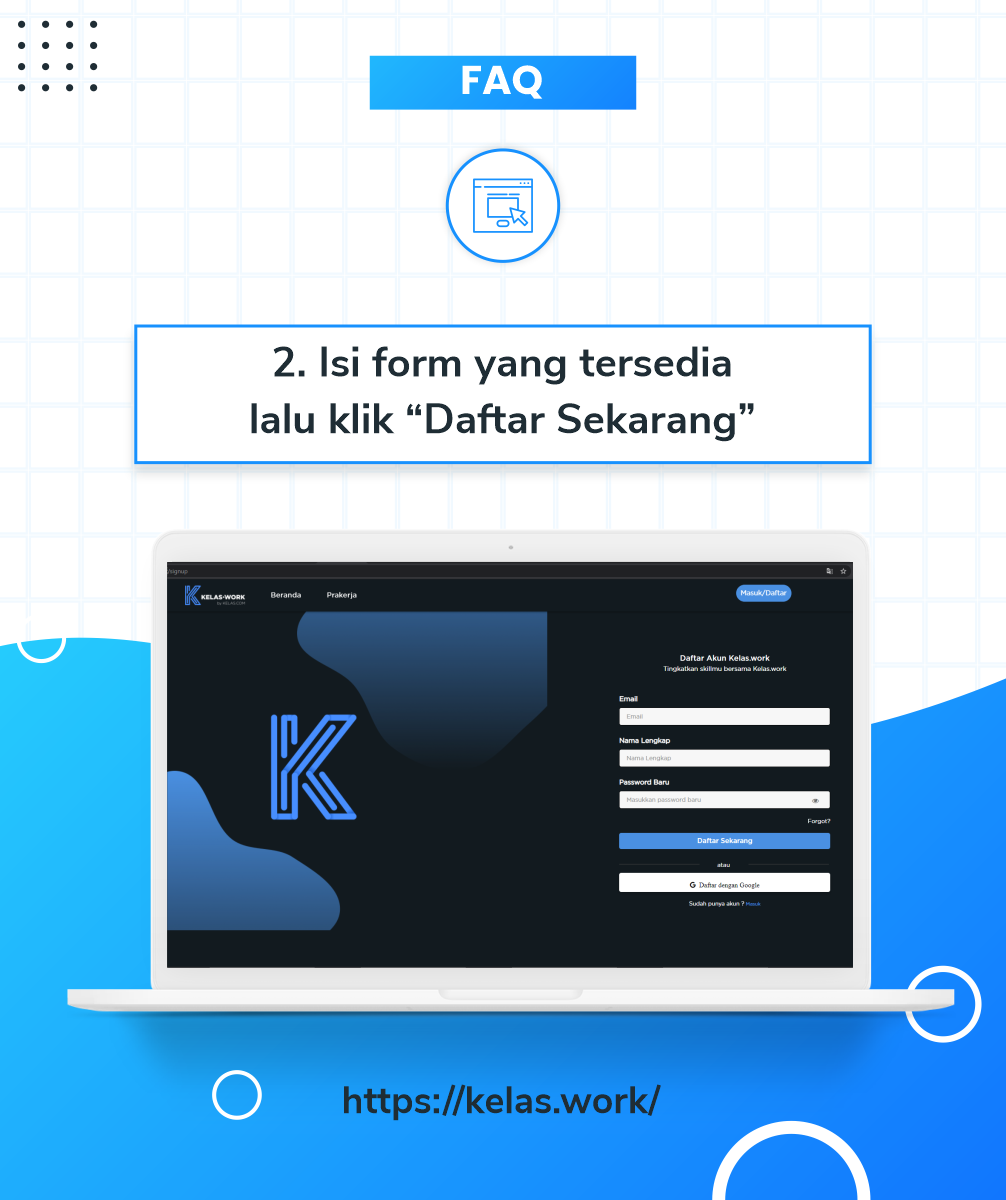 FAQ
2. Isi form yang tersedia
lalu klik “Daftar Sekarang”
/signup
KELAS·WORK
by KELAS.COM
Beranda
Prakerja
Masuk/Daftar
Daftar Akun Kelas.work
Tingkatkan skillmu bersama Kelas.work
Email
Email
Nama Lengkap
Nama Lengkap
Password Baru
Masukkan password baru
Forgot?
Daftar Sekarang
atau
G Daftar dengan Google
Sudah punya akun ? Masuk
https://kelas.work/